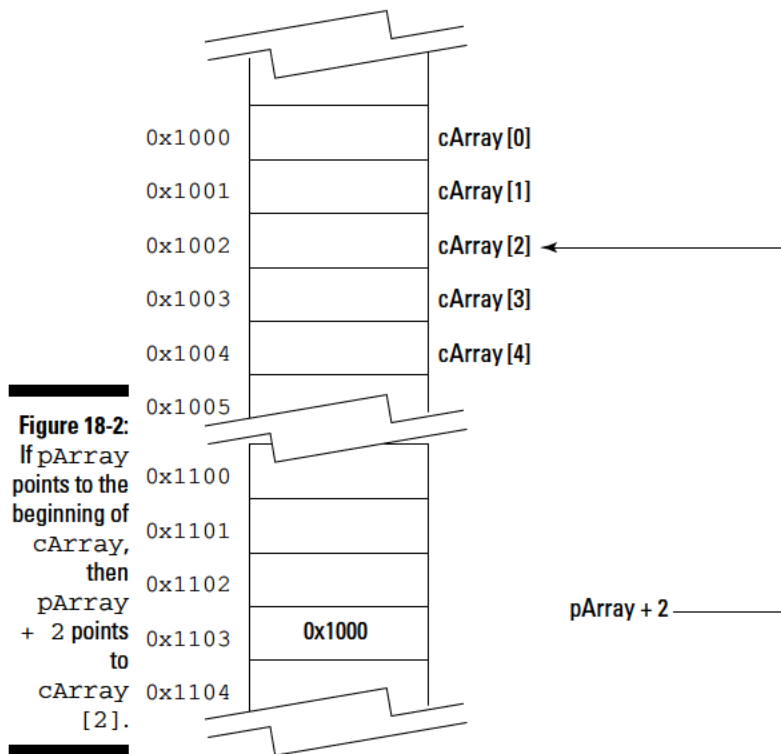 0x1000 cArray [0]
0x1001 cArray [1]
0x1002 cArray [2]
0x1003 cArray [3]
0x1004 cArray [4]
0x1005
Figure 18-2:
If pArray
points to the
beginning of
cArray,
then
pArray
+ 2 points
to
cArray
[2].
0x1100
0x1101
0x1102
0x1103 0x1000
0x1104
pArray + 2